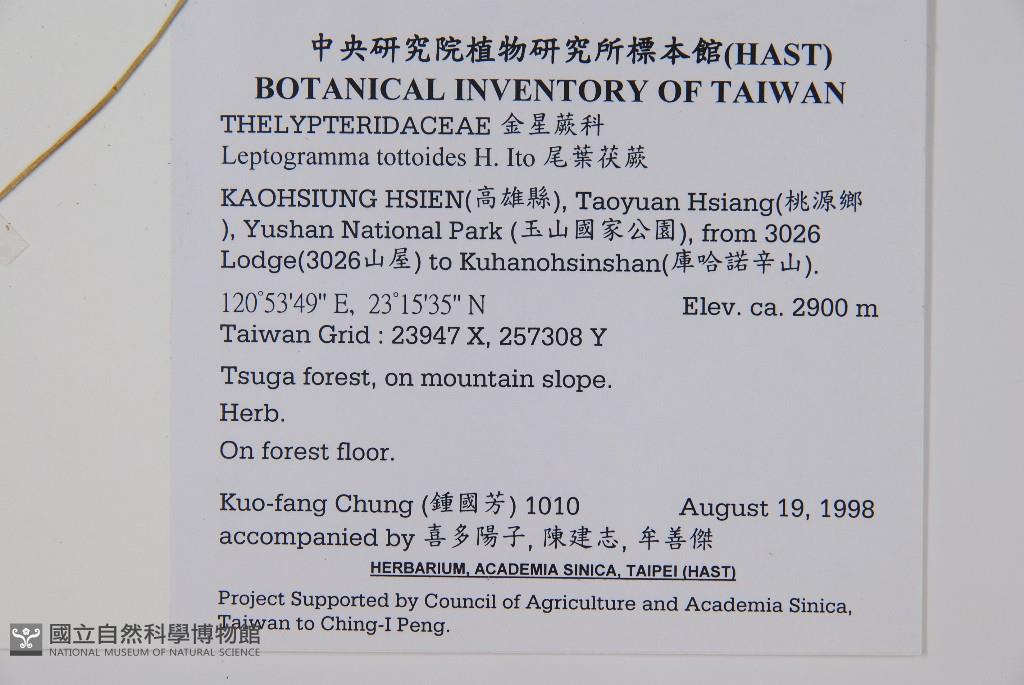 中央研究院植物研究所標本館(HAST)
BOTANICAL INVENTORY OF TAIWAN
THELYPTERIDACEAE 金星蕨科
Leptogramma tottoides H. Ito 尾葉茯蕨
KAOHSIUNG HSIEN(高雄縣), Taoyuan Hsiang(桃源鄉
), Yushan National Park (玉山國家公園), from 3026
Lodge(3026山屋) to Kuhanohsinshan(庫哈諾辛山).
120°53'49" E, 23°15'35" N Elev. ca. 2900 m
Taiwan Grid : 23947 X, 257308 Y
Tsuga forest, on mountain slope.
Herb.
On forest floor.
Kuo-fang Chung (鍾國芳) 1010 August 19, 1998
accompanied by 喜多陽子, 陳建志, 牟善傑
HERBARIUM, ACADEMIA SINICA, TAIPEI (HAST)
Project Supported by Council of Agriculture and Academia Sinica,
Taiwan to Ching-I Peng.
國立自然科學博物館
NATIONAL MUSEUM OF NATURAL SCIENCE